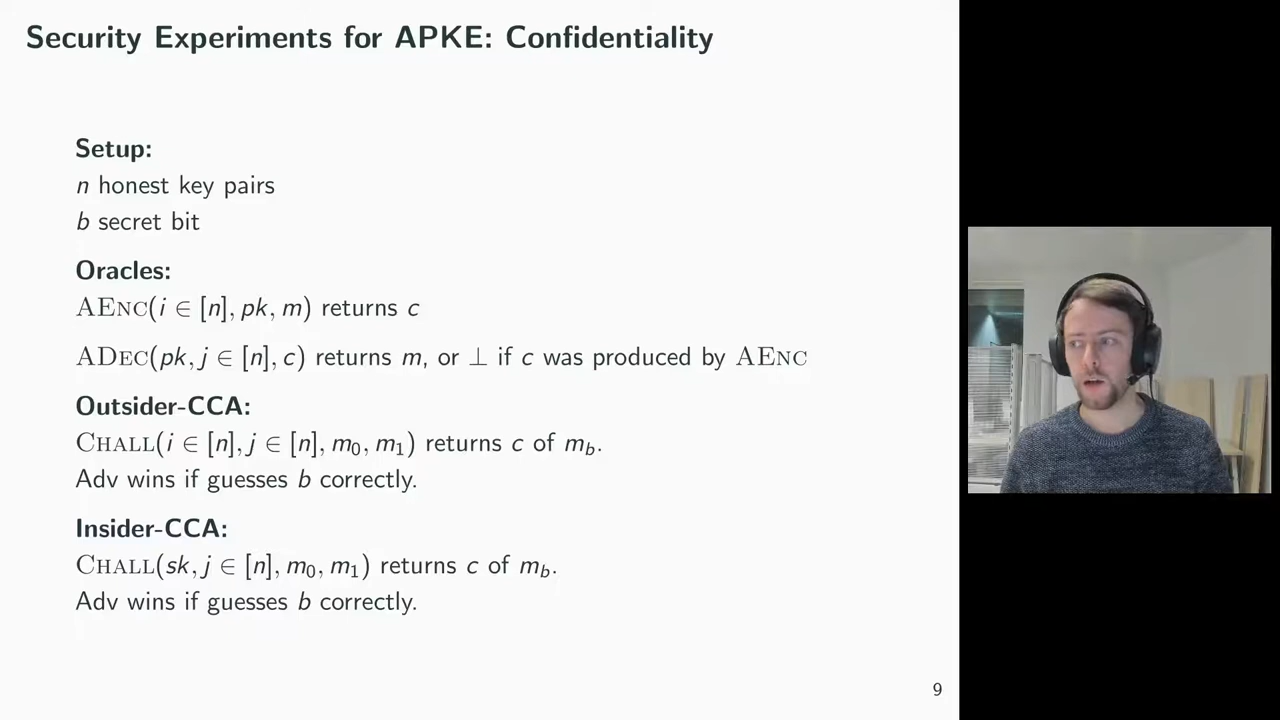 Security Experiments for APKE: Confidentiality
Setup:
n honest key pairs
b secret bit
Oracles:
AENC(i ∈ [n], pk, m) returns c
ADEC(pk, j ∈ [n], c) returns m, or ⊥ if c was produced by AENC
Outsider-CCA:
CHALL(i ∈ [n], j ∈ [n], m₀, m₁) returns c of m_b.
Adv wins if guesses b correctly.
Insider-CCA:
CHALL(sk, j ∈ [n], m₀, m₁) returns c of m_b.
Adv wins if guesses b correctly.
9